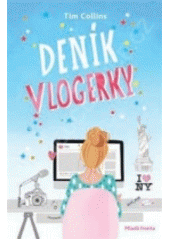 Tim Collins
DENÍK
VLOGERKY
I ♥
NY
Mladá fronta